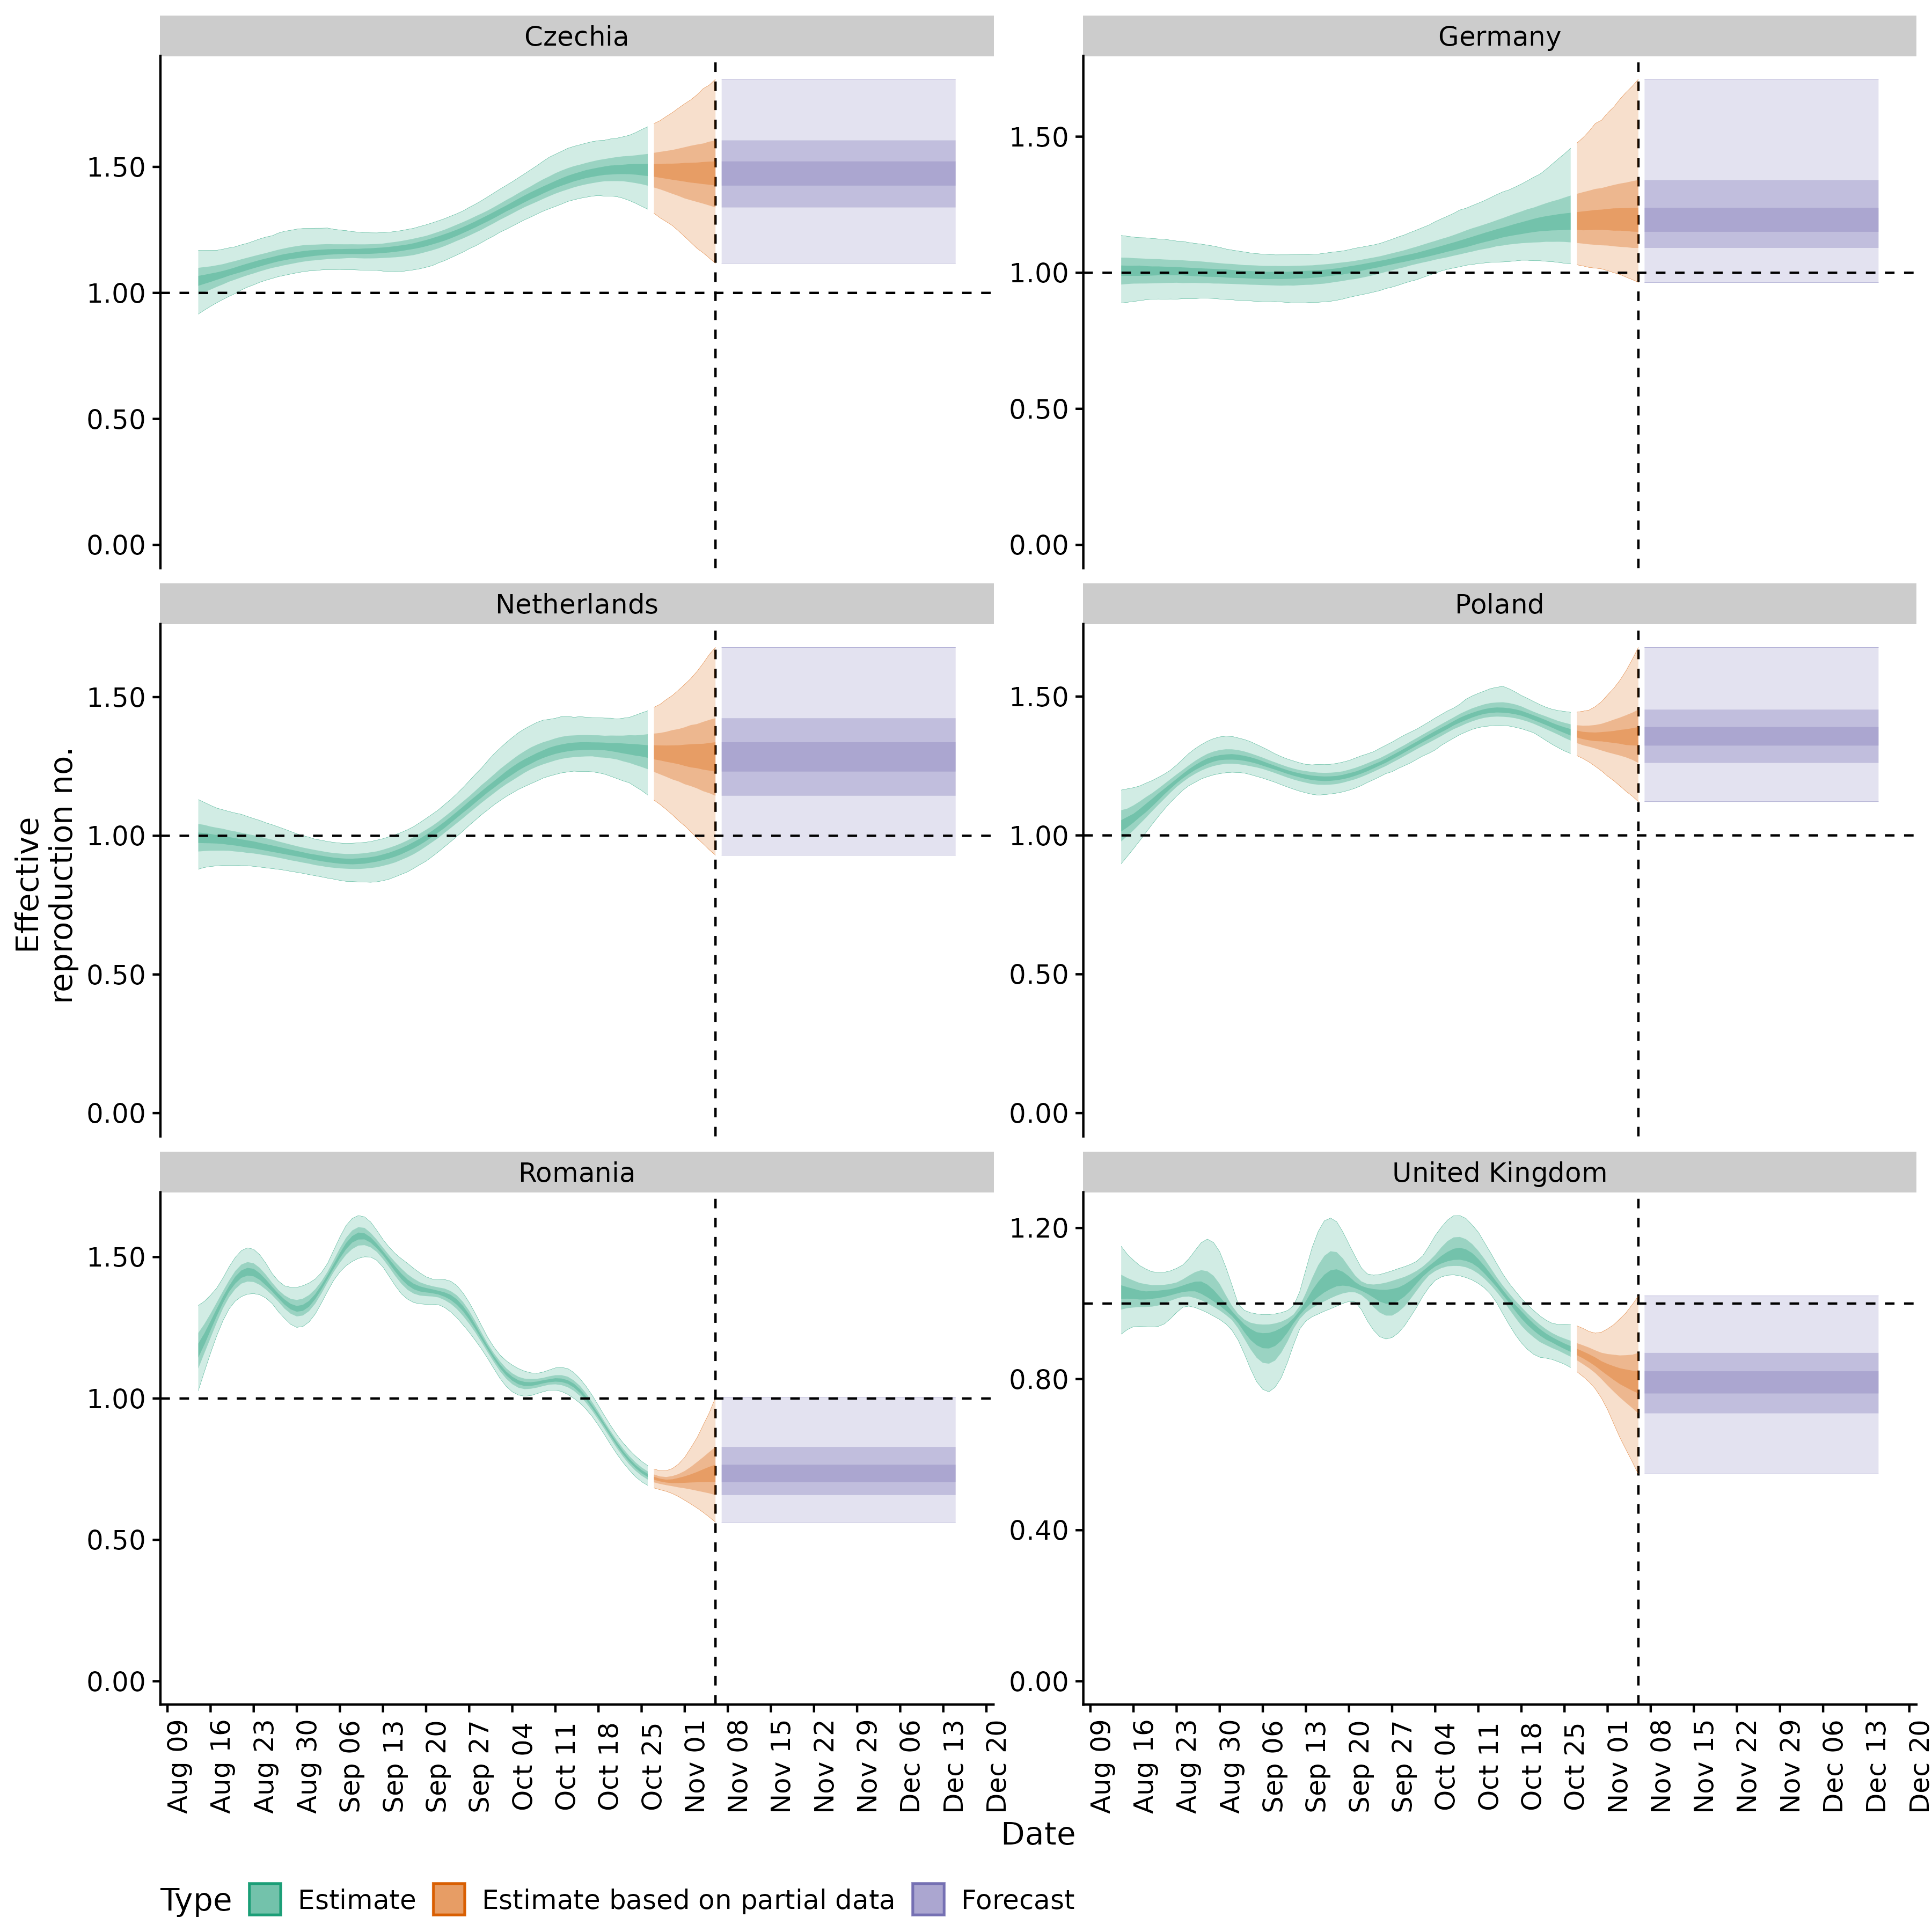 Czechia
Germany
1.50
1.00
0.50
0.00
1.50
1.00
0.50
0.00
Netherlands
Poland
1.50
1.00
0.50
0.00
1.50
1.00
0.50
0.00
Effective
reproduction no.
Romania
United Kingdom
1.50
1.00
0.50
0.00
1.20
0.80
0.40
0.00
Aug 09
Aug 16
Aug 23
Aug 30
Sep 06
Sep 13
Sep 20
Sep 27
Oct 04
Oct 11
Oct 18
Oct 25
Nov 01
Nov 08
Nov 15
Nov 22
Nov 29
Dec 06
Dec 13
Dec 20
Aug 09
Aug 16
Aug 23
Aug 30
Sep 06
Sep 13
Sep 20
Sep 27
Oct 04
Oct 11
Oct 18
Oct 25
Nov 01
Nov 08
Nov 15
Nov 22
Nov 29
Dec 06
Dec 13
Dec 20
Date
Type Estimate Estimate based on partial data Forecast